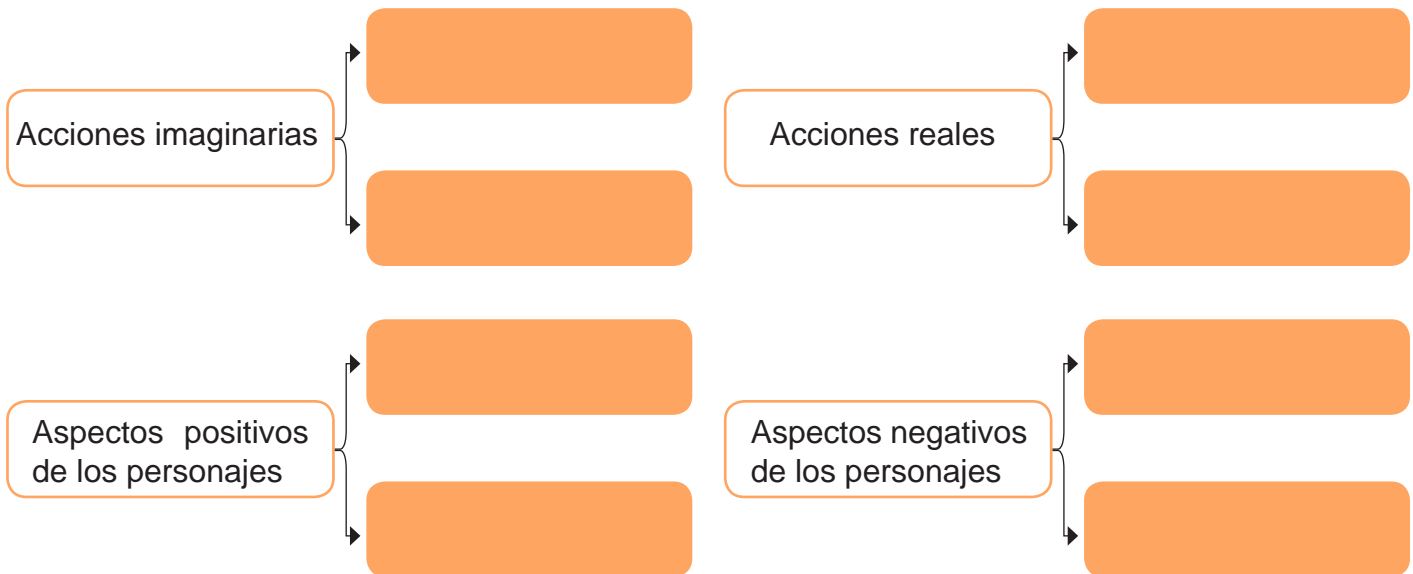 Acciones imaginarias
Acciones reales
Aspectos positivos
de los personajes
Aspectos negativos
de los personajes